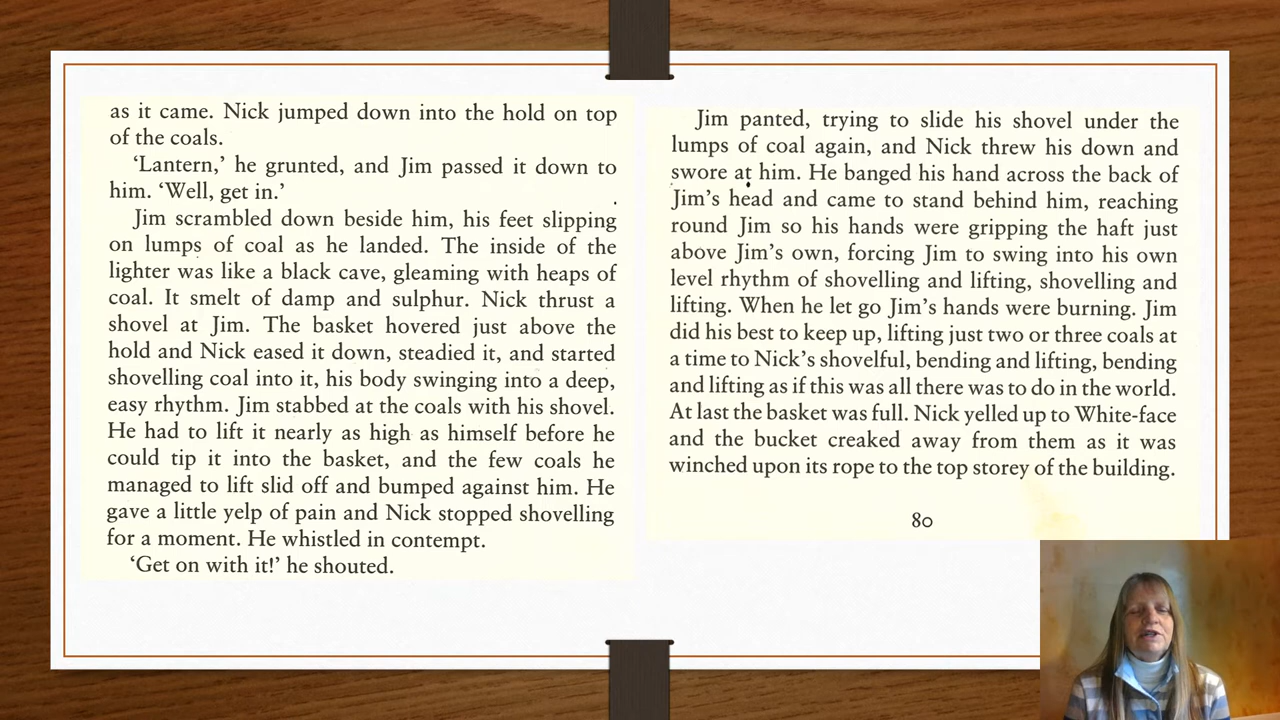 as it came. Nick jumped down into the hold on top
of the coals.
‘Lantern,’ he grunted, and Jim passed it down to
him. ‘Well, get in.’
Jim scrambled down beside him, his feet slipping
on lumps of coal as he landed. The inside of the
lighter was like a black cave, gleaming with heaps of
coal. It smelt of damp and sulphur. Nick thrust a
shovel at Jim. The basket hovered just above the
hold and Nick eased it down, steadied it, and started
shovelling coal into it, his body swinging into a deep,
easy rhythm. Jim stabbed at the coals with his shovel.
He had to lift it nearly as high as himself before he
could tip it into the basket, and the few coals he
managed to lift slid off and bumped against him. He
gave a little yelp of pain and Nick stopped shovelling
for a moment. He whistled in contempt.
‘Get on with it!’ he shouted.
Jim panted, trying to slide his shovel under the
lumps of coal again, and Nick threw his down and
swore at him. He banged his hand across the back of
Jim’s head and came to stand behind him, reaching
round Jim so his hands were gripping the haft just
above Jim’s own, forcing Jim to swing into his own
level rhythm of shovelling and lifting, shovelling and
lifting. When he let go Jim’s hands were burning. Jim
did his best to keep up, lifting just two or three coals at
a time to Nick’s shovelful, bending and lifting, bending
and lifting as if this was all there was to do in the world.
At last the basket was full. Nick yelled up to White-face
and the bucket creaked away from them as it was
winched upon its rope to the top storey of the building.
80